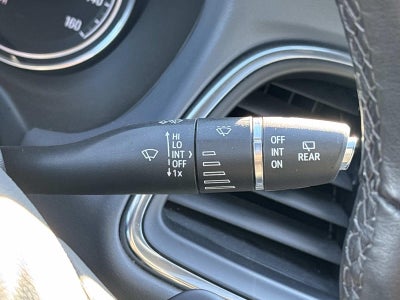 160
HI
LO
INT
OFF
1x
OFF
INT
ON
REAR